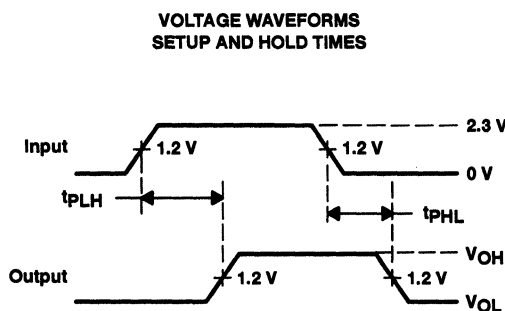 VOLTAGE WAVEFORMS
SETUP AND HOLD TIMES
2.3 V
Input
1.2 V
1.2 V
0 V
tPLH
tPHL
VOH
Output
1.2 V
1.2 V
VOL